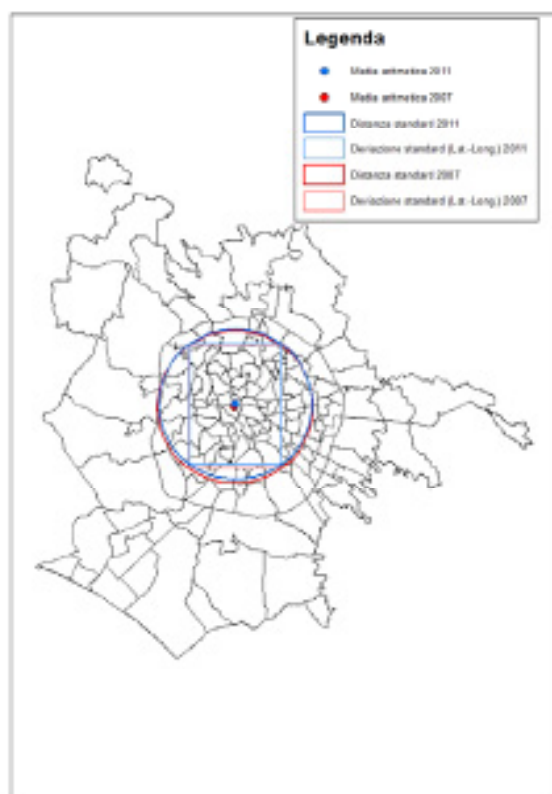 Legenda
Media aritmetica 2011
Media aritmetica 2007
Distanza standard 2011
Deviazione standard (Lat.-Long.) 2011
Distanza standard 2007
Deviazione standard (Lat.-Long.) 2007